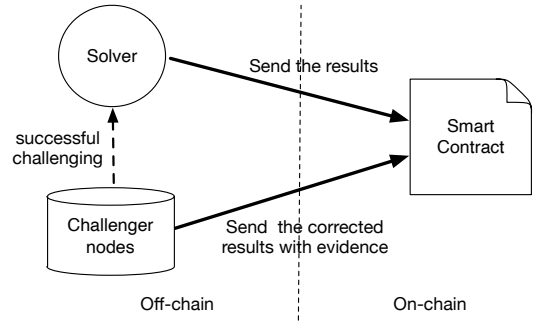 Solver
Send the results
Smart
Contract
successful
challenging
Challenger
nodes
Send the corrected
results with evidence
Off-chain
On-chain